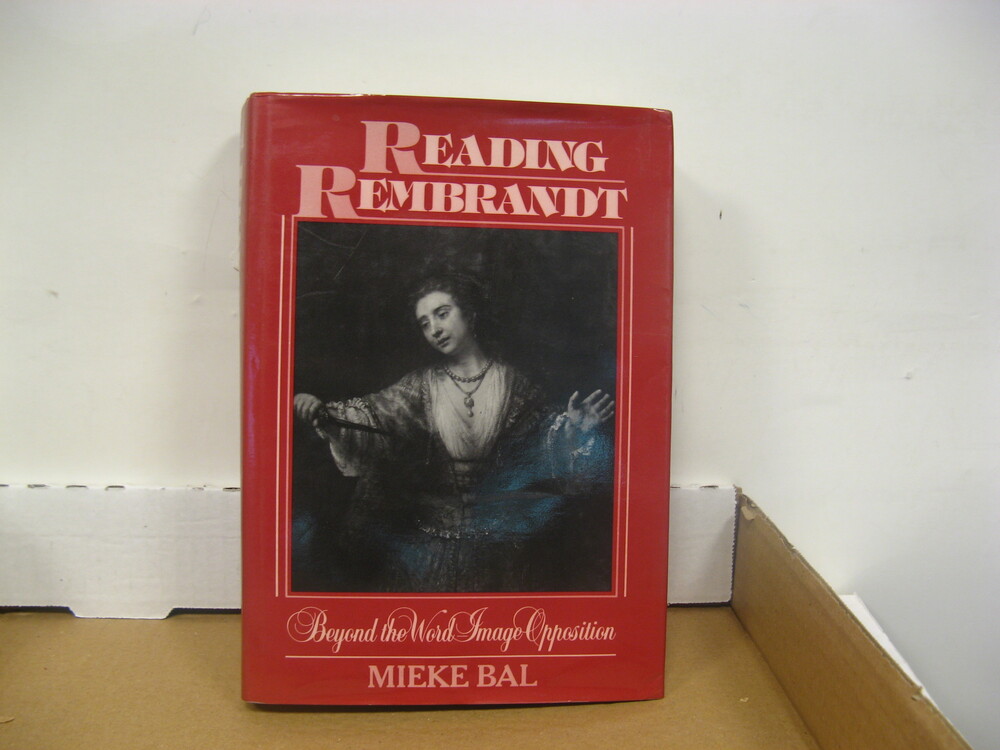 READING
REMBRANDT
Beyond the Word Image Opposition
MIEKE BAL